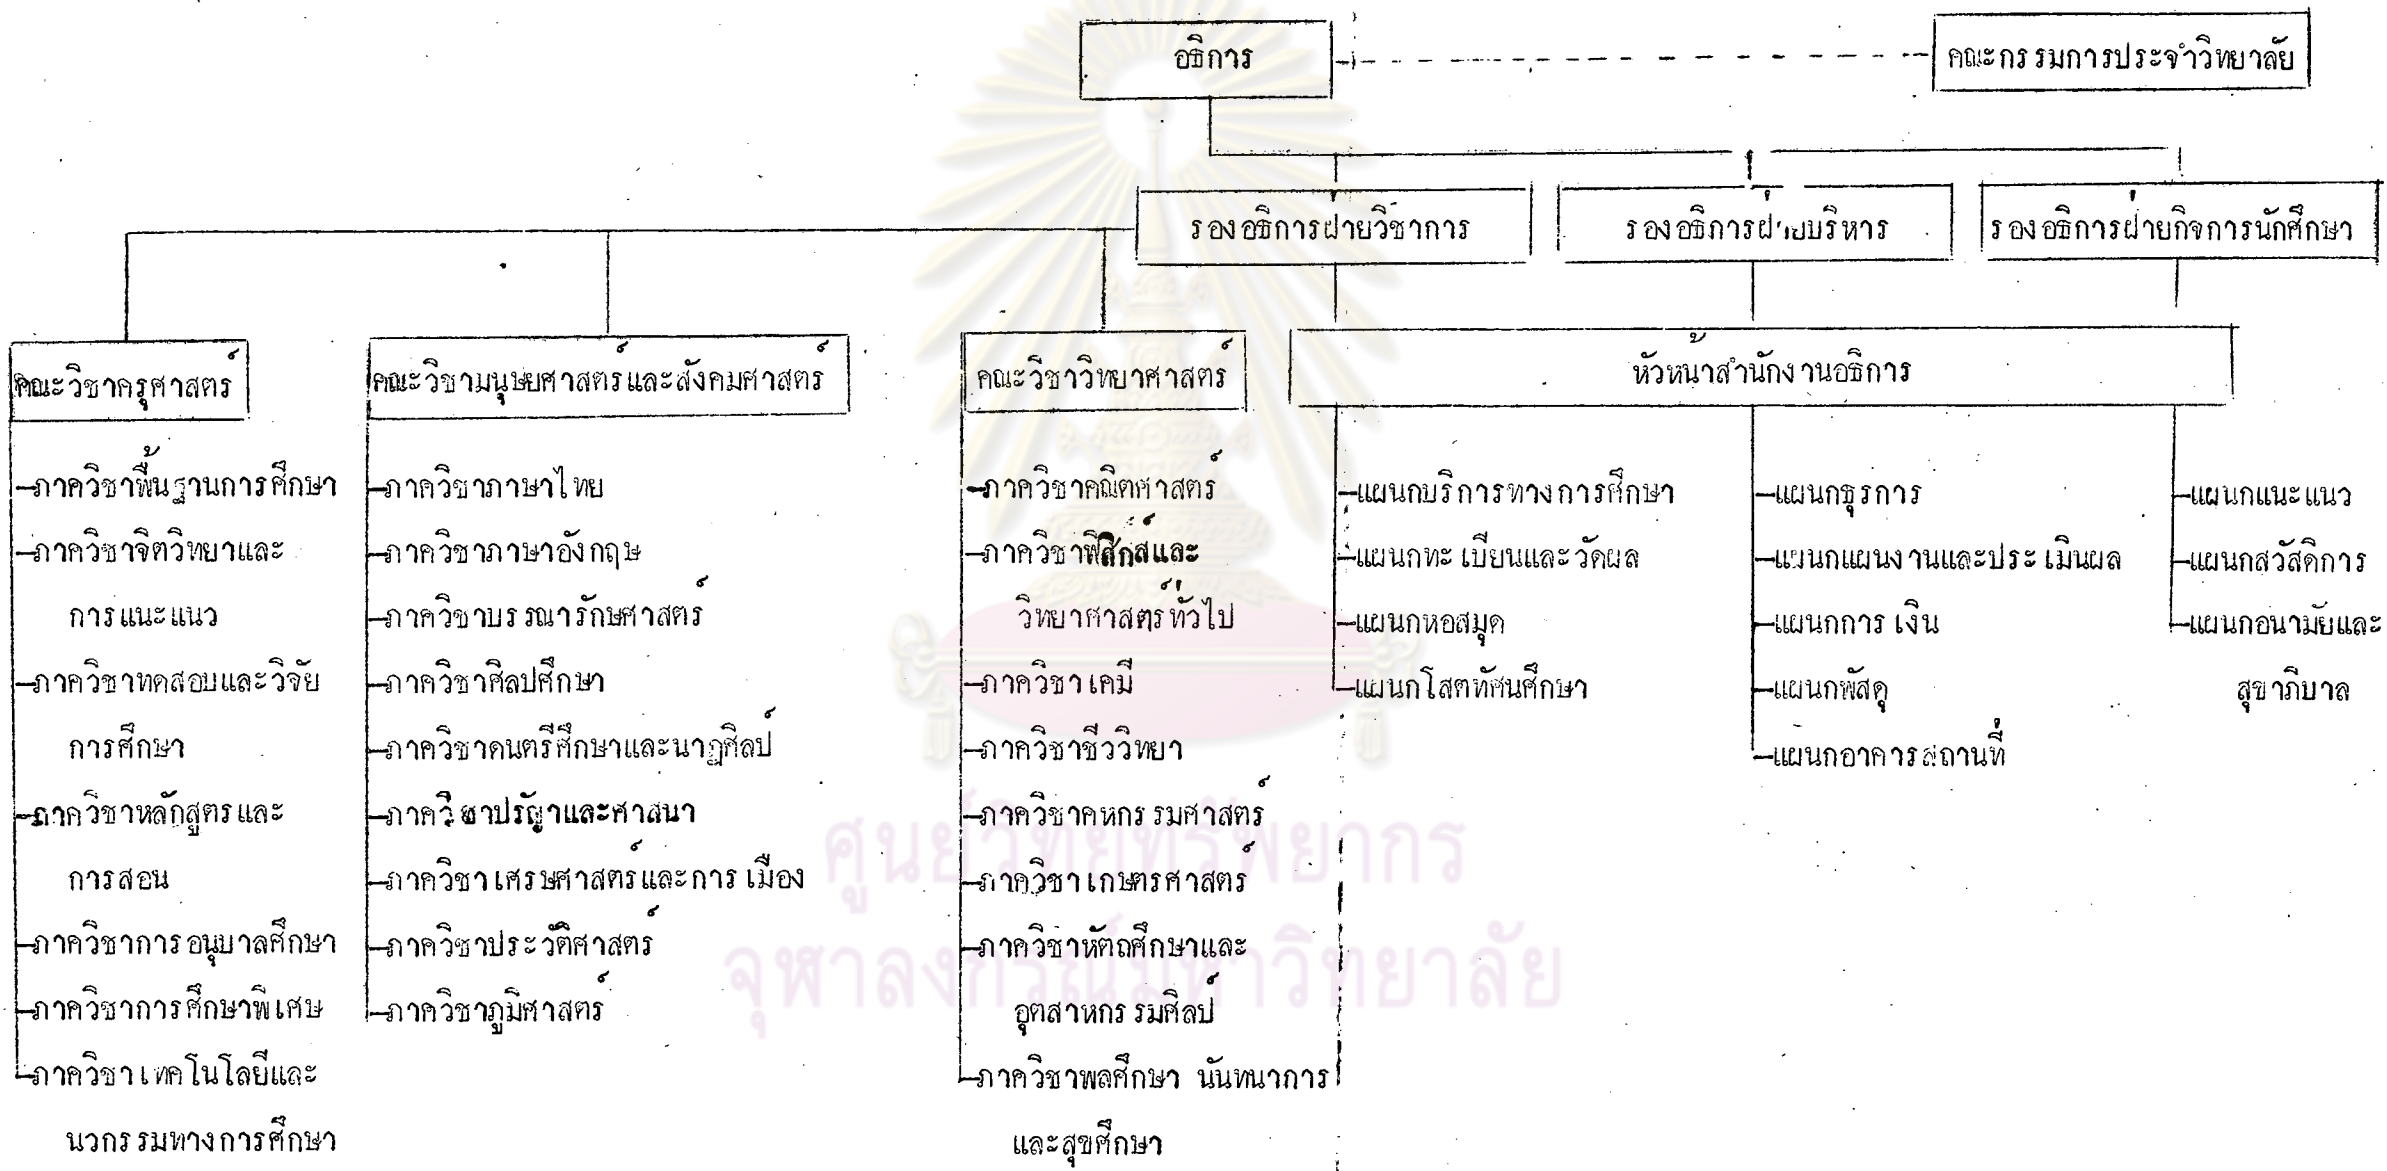 อธิการ
คณะกรรมการประจำวิทยาลัย
รองอธิการฝ่ายวิชาการ
รองอธิการฝ่ายบริหาร
รองอธิการฝ่ายกิจการนักศึกษา
คณะวิชาครุศาสตร์
คณะวิชามนุษยศาสตร์และสังคมศาสตร์
คณะวิชาวิทยาศาสตร์
หัวหน้าสำนักงานอธิการ
ภาควิชาพื้นฐานการศึกษา
ภาควิชาจิตวิทยาและ
การแนะแนว
ภาควิชาทดสอบและวิจัย
การศึกษา
ภาควิชาหลักสูตรและ
การสอน
ภาควิชาการอนุบาลศึกษา
ภาควิชาการศึกษาพิเศษ
ภาควิชาเทคโนโลยีและ
นวกรรมทางการศึกษา
ภาควิชาภาษาไทย
ภาควิชาภาษาอังกฤษ
ภาควิชาบรรณารักษศาสตร์
ภาควิชาศิลปศึกษา
ภาควิชาดนตรีศึกษาและนาฏศิลป์
ภาควิชาปรัญาและศาสนา
ภาควิชาเศรษศาสตร์และการเมือง
ภาควิชาประวัติศาสตร์
ภาควิชาภูมิศาสตร์
ภาควิชาคณิตศาสตร์
ภาควิชาฟิสิกส์และ
วิทยาศาสตร์ทั่วไป
ภาควิชาเคมี
ภาควิชาชีววิทยา
ภาควิชาคหกรรมศาสตร์
ภาควิชาเกษตรศาสตร์
ภาควิชาหัตถศึกษาและ
อุตสาหกรรมศิลป์
ภาควิชาพลศึกษา นันทนาการ
และสุขศึกษา
แผนกบริการทางการศึกษา
แผนกทะเบียนและวัดผล
แผนกหอสมุด
แผนกโสตทัศนศึกษา
แผนกธุรการ
แผนกแผนงานและประเมินผล
แผนกการเงิน
แผนกพัสดุ
แผนกอาคารสถานที่
แผนกแนะแนว
แผนกสวัสดิการ
แผนกอนามัยและ
สุขาภิบาล
ศูนย์วิทยทรัพยากร
จุฬาลงกรณ์มหาวิทยาลัย